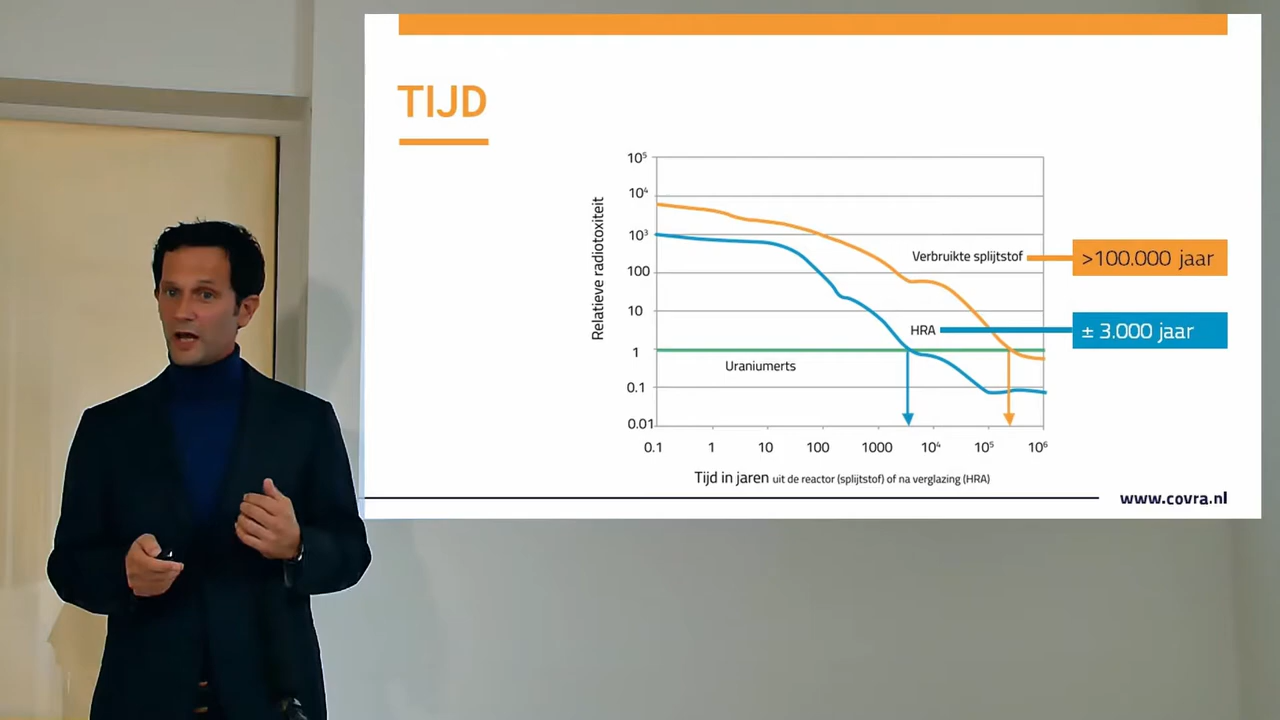 TIJD
Relatieve radiotoxiteit
10⁵
10⁴
10³
100
10
1
0.1
0.01
Verbruikte splijtstof
>100.000 jaar
HRA
± 3.000 jaar
Uraniumerts
0.1 1 10 100 1000 10⁴ 10⁵ 10⁶
Tijd in jaren uit de reactor (splijtstof) of na verglazing (HRA)
www.covra.nl